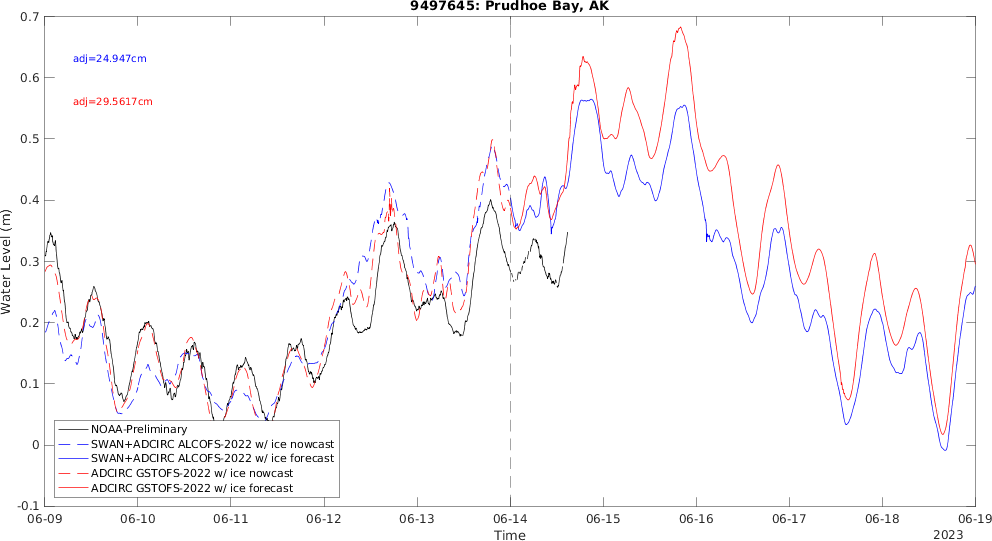 9497645: Prudhoe Bay, AK
adj=24.947cm
adj=29.5617cm
Water Level (m)
0.7
0.6
0.5
0.4
0.3
0.2
0.1
0
-0.1
NOAA-Preliminary
SWAN+ADCIRC ALCOFS-2022 w/ ice nowcast
SWAN+ADCIRC ALCOFS-2022 w/ ice forecast
ADCIRC GSTOFS-2022 w/ ice nowcast
ADCIRC GSTOFS-2022 w/ ice forecast
06-09 06-10 06-11 06-12 06-13 06-14 06-15 06-16 06-17 06-18 06-19
Time
2023